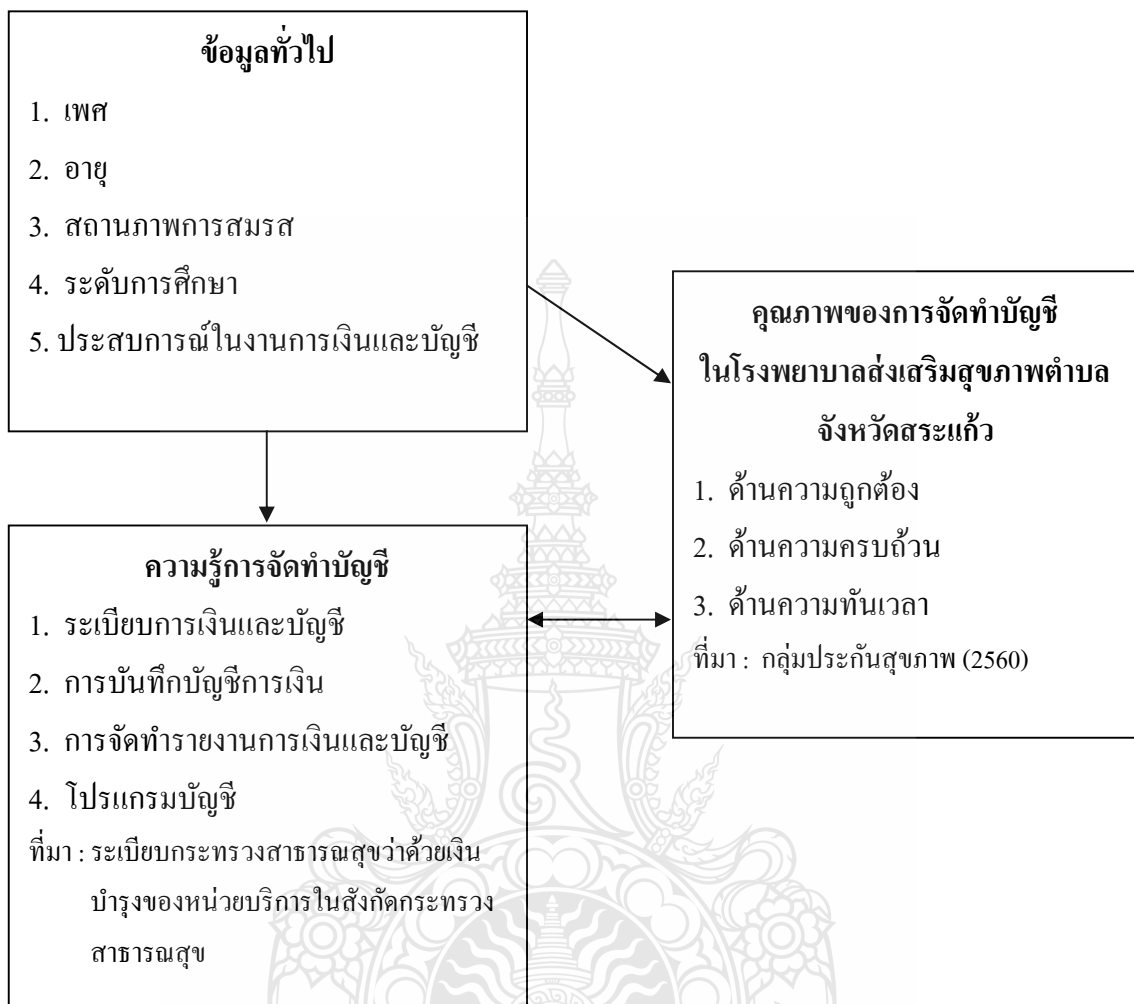 ข้อมูลทั่วไป
1. เพศ
2. อายุ
3. สถานภาพการสมรส
4. ระดับการศึกษา
5. ประสบการณ์ในงานการเงินและบัญชี
ความรู้การจัดทำบัญชี
1. ระเบียบการเงินและบัญชี
2. การบันทึกบัญชีการเงิน
3. การจัดทำรายงานการเงินและบัญชี
4. โปรแกรมบัญชี
ที่มา : ระเบียบกระทรวงสาธารณสุขว่าด้วยเงิน
บำรุงของหน่วยบริการในสังกัดกระทรวง
สาธารณสุข
คุณภาพของการจัดทำบัญชี
ในโรงพยาบาลส่งเสริมสุขภาพตำบล
จังหวัดสระแก้ว
1. ด้านความถูกต้อง
2. ด้านความครบถ้วน
3. ด้านความทันเวลา
ที่มา : กลุ่มประกันสุขภาพ (2560)